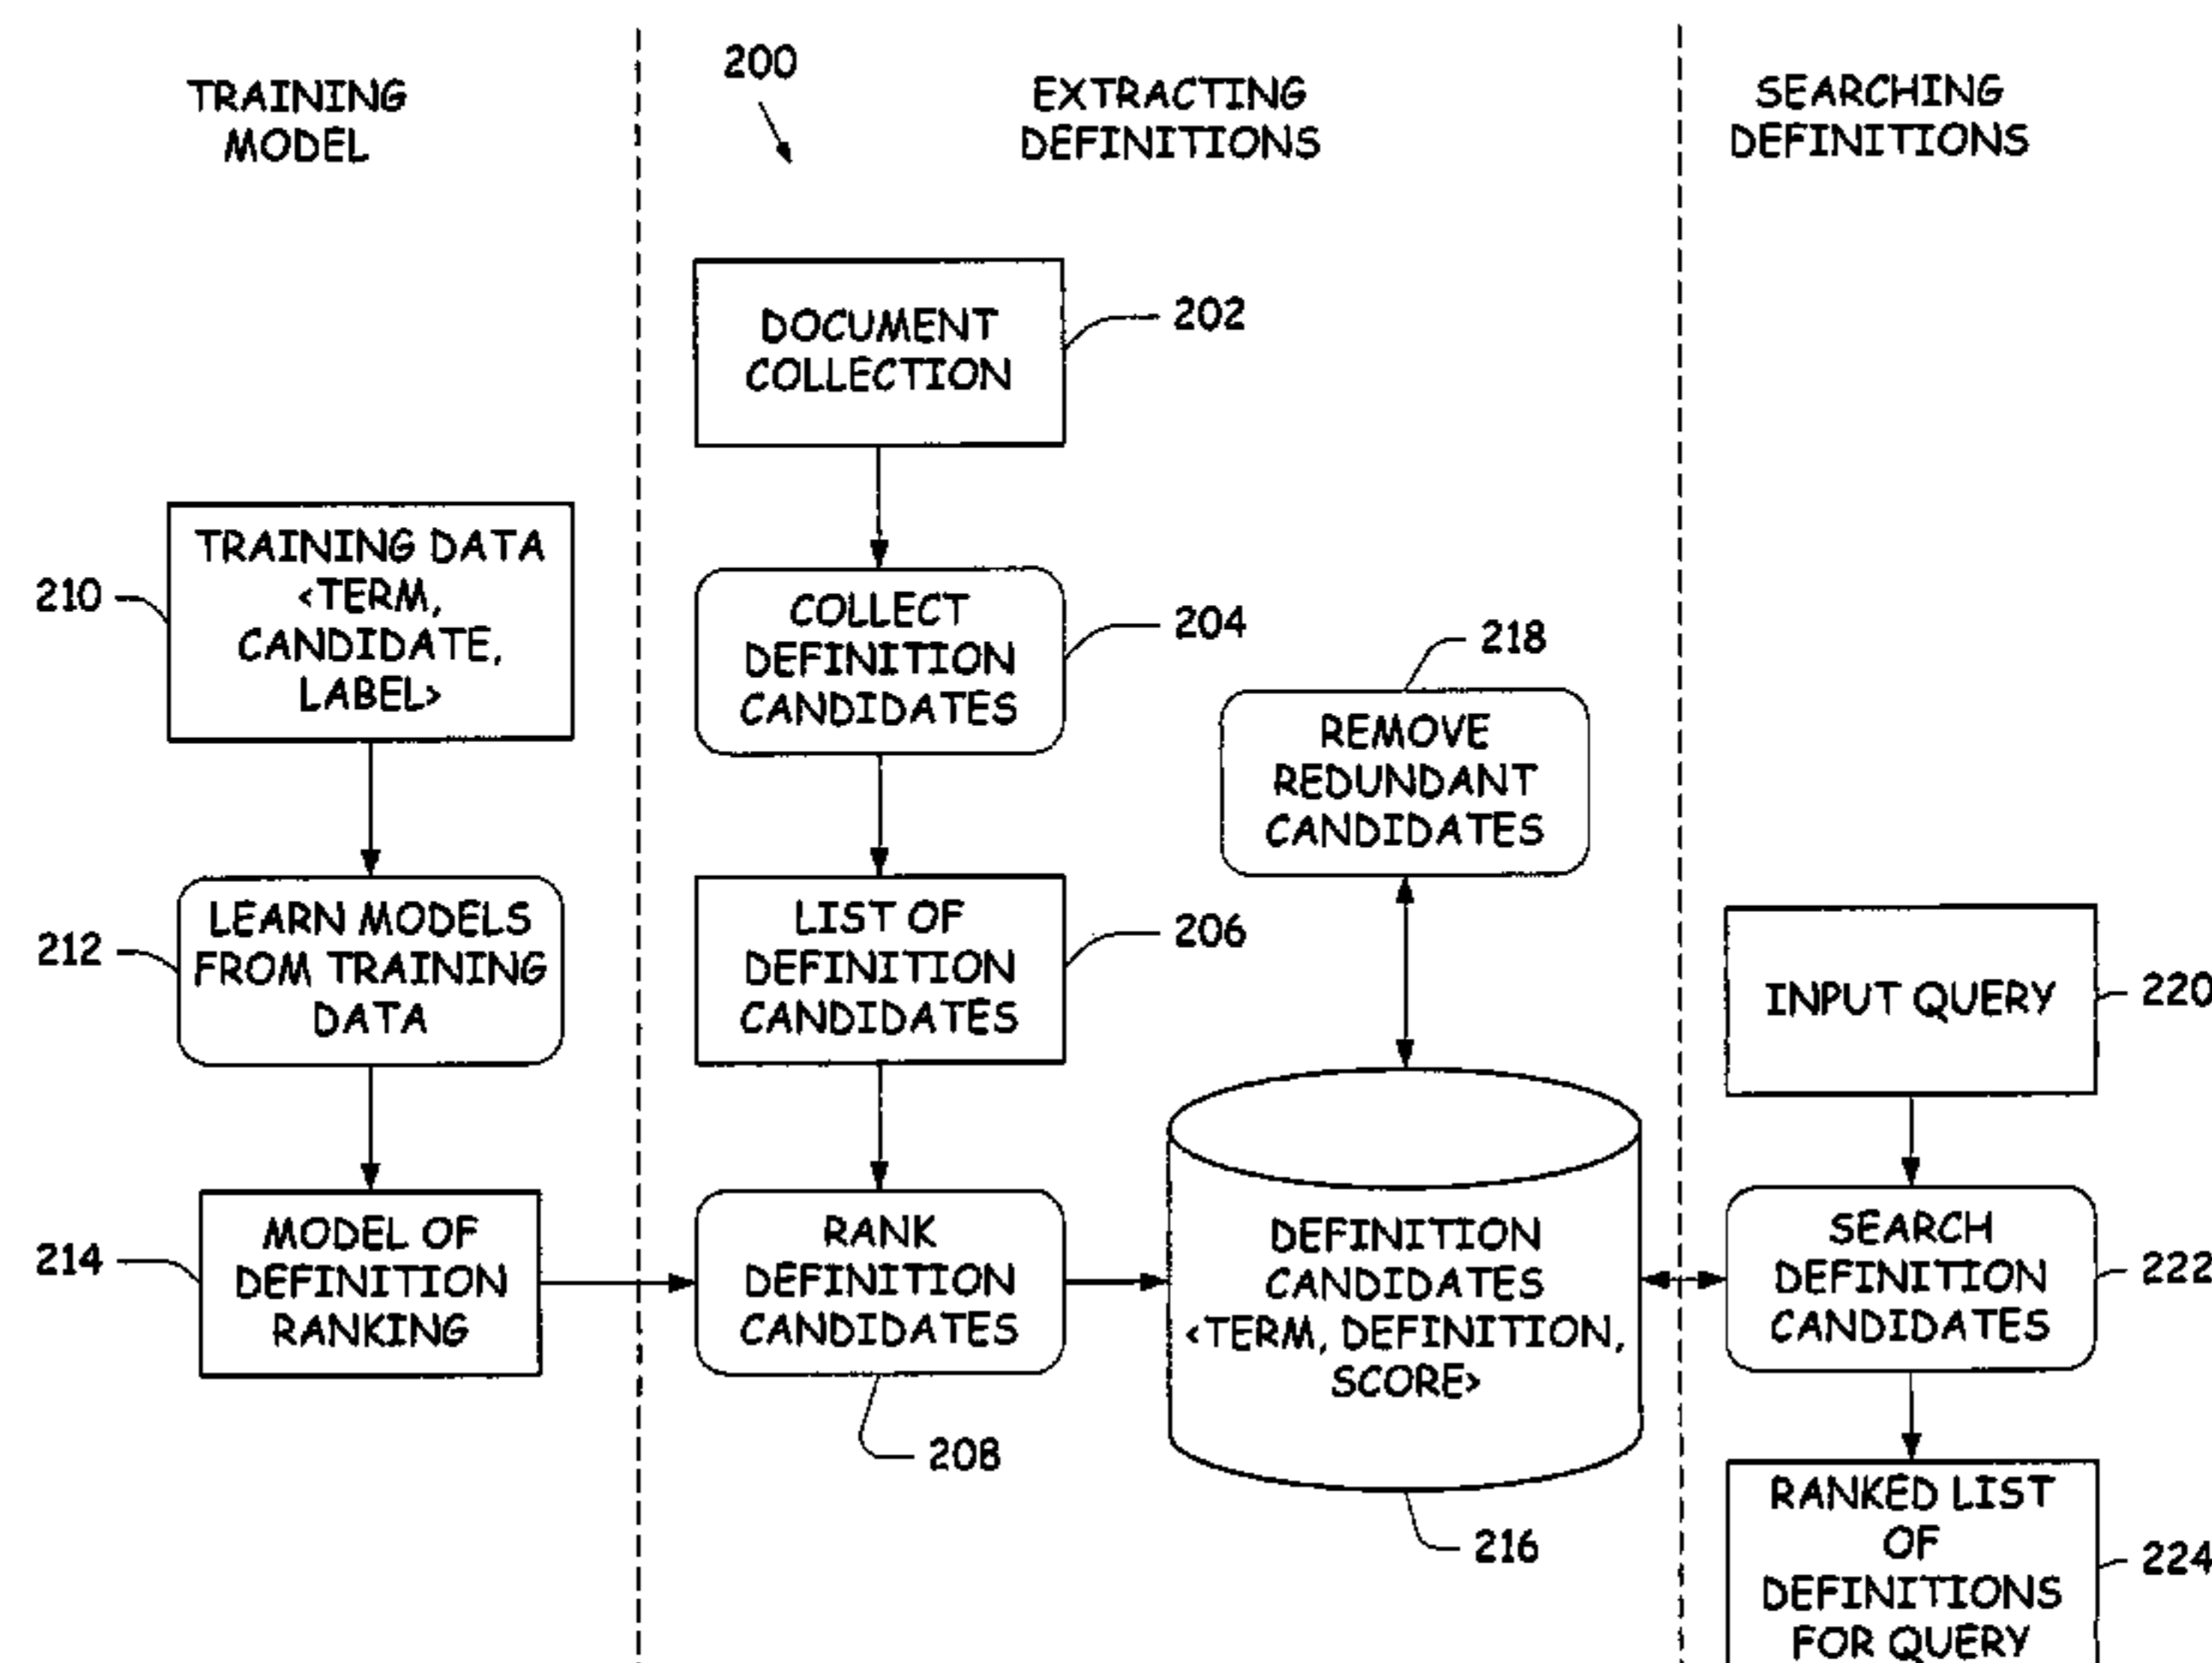 TRAINING
MODEL
200
EXTRACTING
DEFINITIONS
SEARCHING
DEFINITIONS
DOCUMENT
COLLECTION
202
TRAINING DATA
<TERM,
CANDIDATE,
LABEL>
210
COLLECT
DEFINITION
CANDIDATES
204
218
REMOVE
REDUNDANT
CANDIDATES
LEARN MODELS
FROM TRAINING
DATA
212
LIST OF
DEFINITION
CANDIDATES
206
INPUT QUERY
220
MODEL OF
DEFINITION
RANKING
214
RANK
DEFINITION
CANDIDATES
208
DEFINITION
CANDIDATES
<TERM, DEFINITION,
SCORE>
216
SEARCH
DEFINITION
CANDIDATES
222
RANKED LIST
OF
DEFINITIONS
FOR QUERY
224